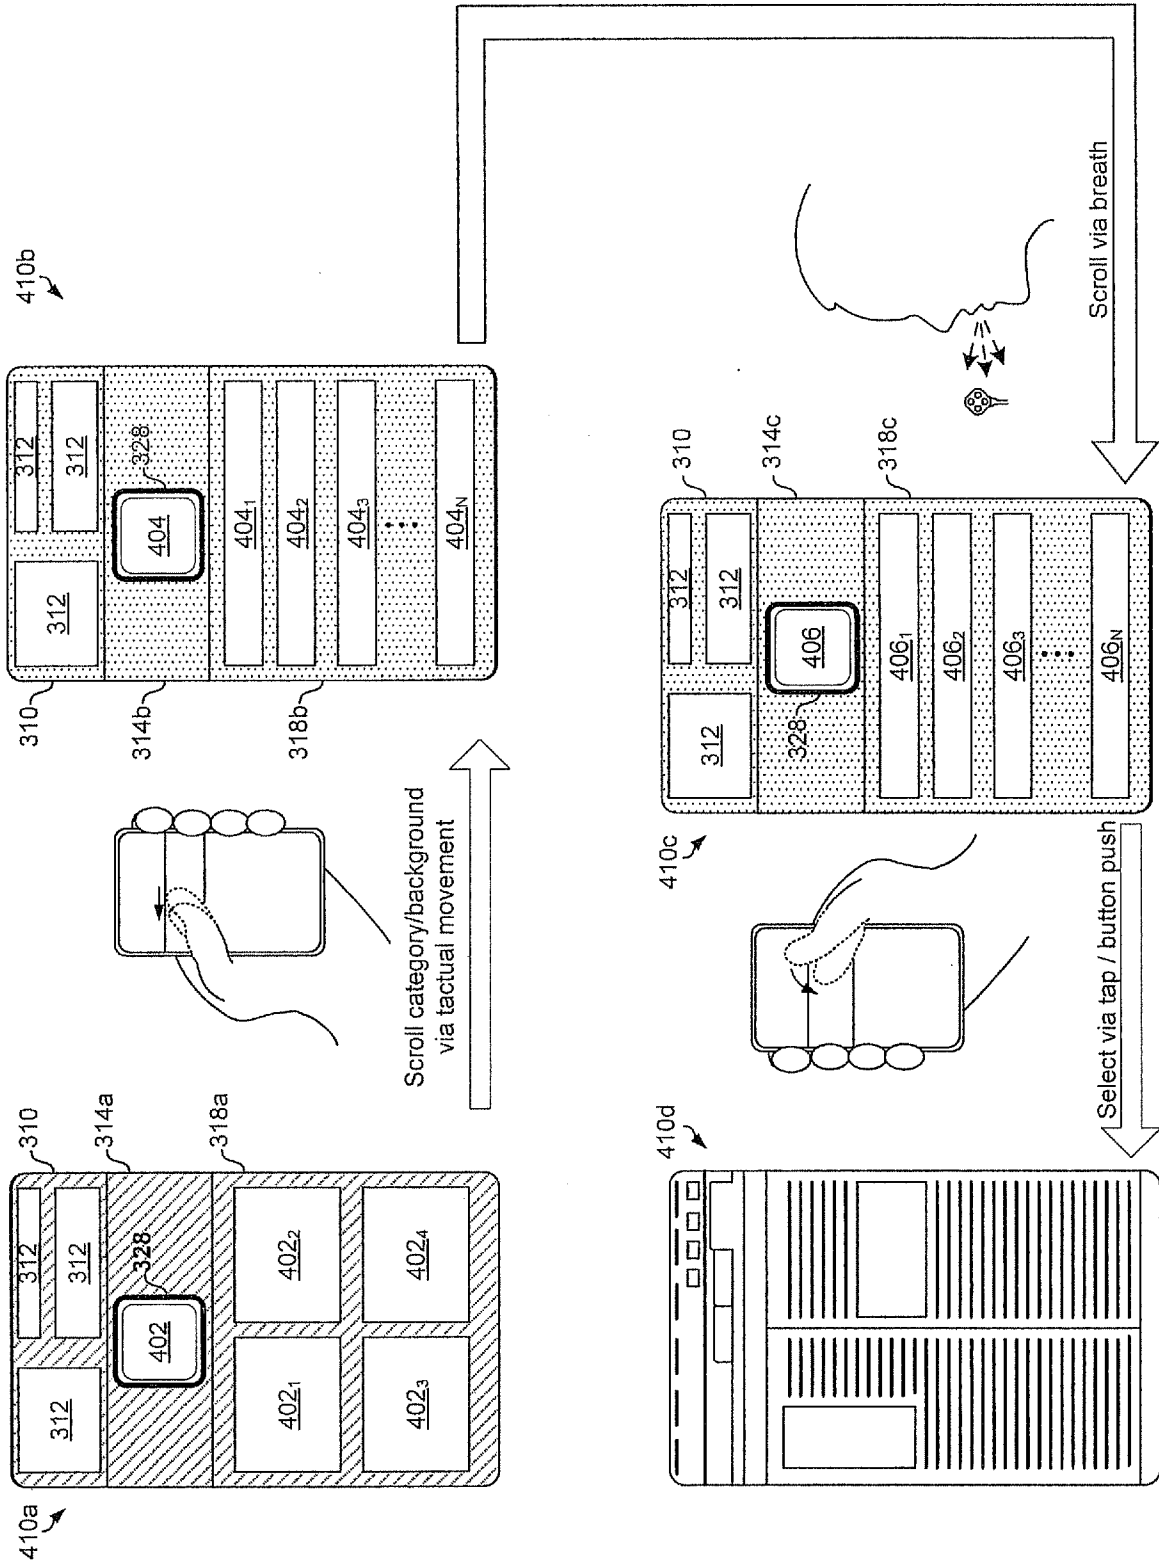 410a
310
314a
318a
312
312
312
328
402
402₁
402₂
402₃
402₄
Scroll category/background
via tactual movement
410b
310
314b
318b
312
312
312
328
404
404₁
404₂
404₃
•••
404N
Scroll via breath
410c
310
314c
318c
312
312
312
328
406
406₁
406₂
406₃
•••
406N
Select via tap / button push
410d